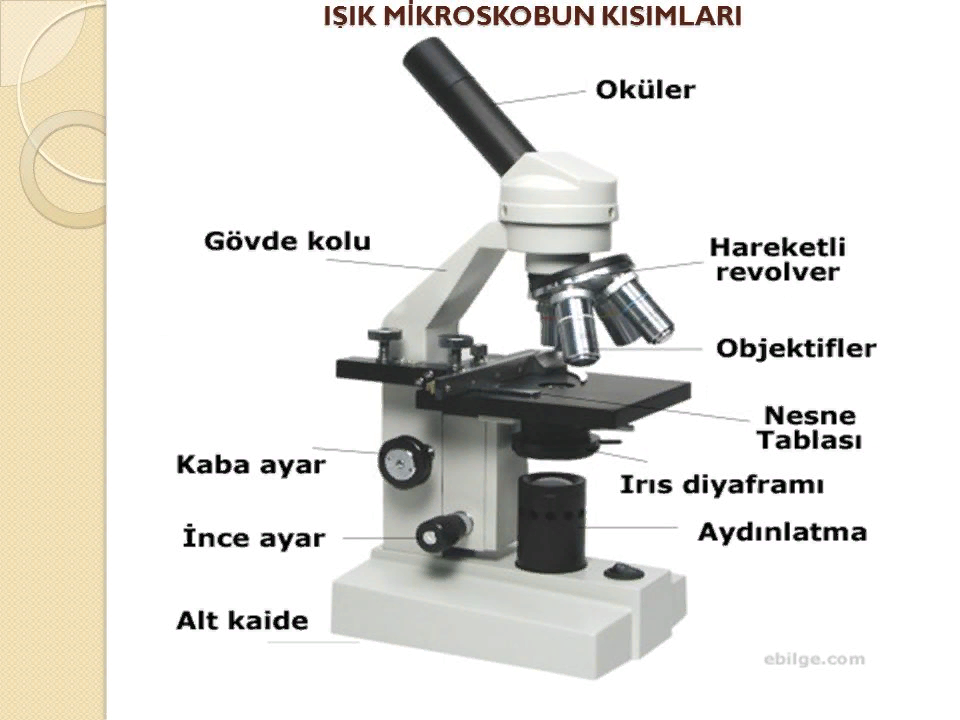 IŞIK MİKROSKOBUN KISIMLARI
Oküler
Gövde kolu
Hareketli
revolver
Objektifler
Nesne
Tablası
Kaba ayar
Irıs diyaframı
İnce ayar
Aydınlatma
Alt kaide
ebilge.com